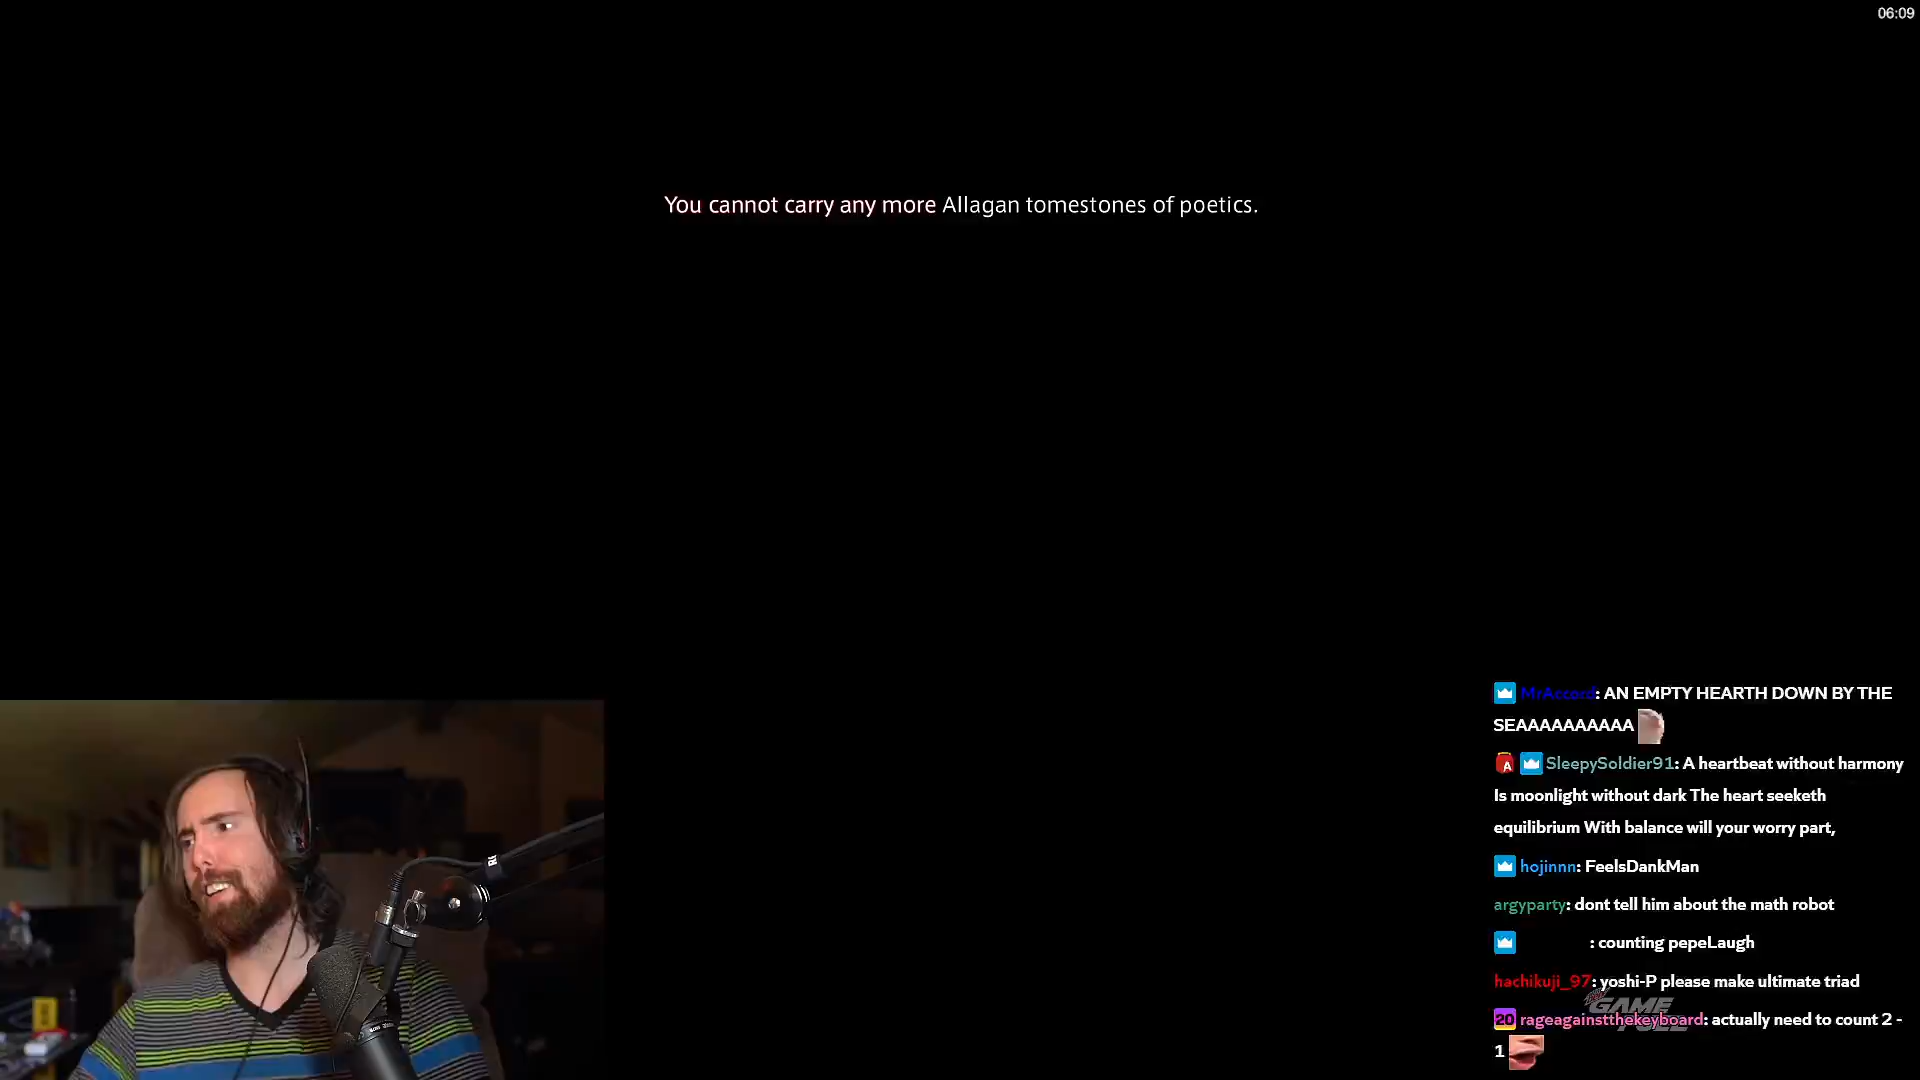 06:09
You cannot carry any more Allagan tomestones of poetics.
MrAccord: AN EMPTY HEARTH DOWN BY THE
SEAAAAAAAAAA
A SleepySoldier91: A heartbeat without harmony
Is moonlight without dark The heart seeketh
equilibrium With balance will your worry part,
hojinnn: FeelsDankMan
argyparty: dont tell him about the math robot
: counting pepeLaugh
hachikuji_97: yoshi-P please make ultimate triad
GAME
FUEL
20 rageagainstthekeyboard: actually need to count 2 -
1